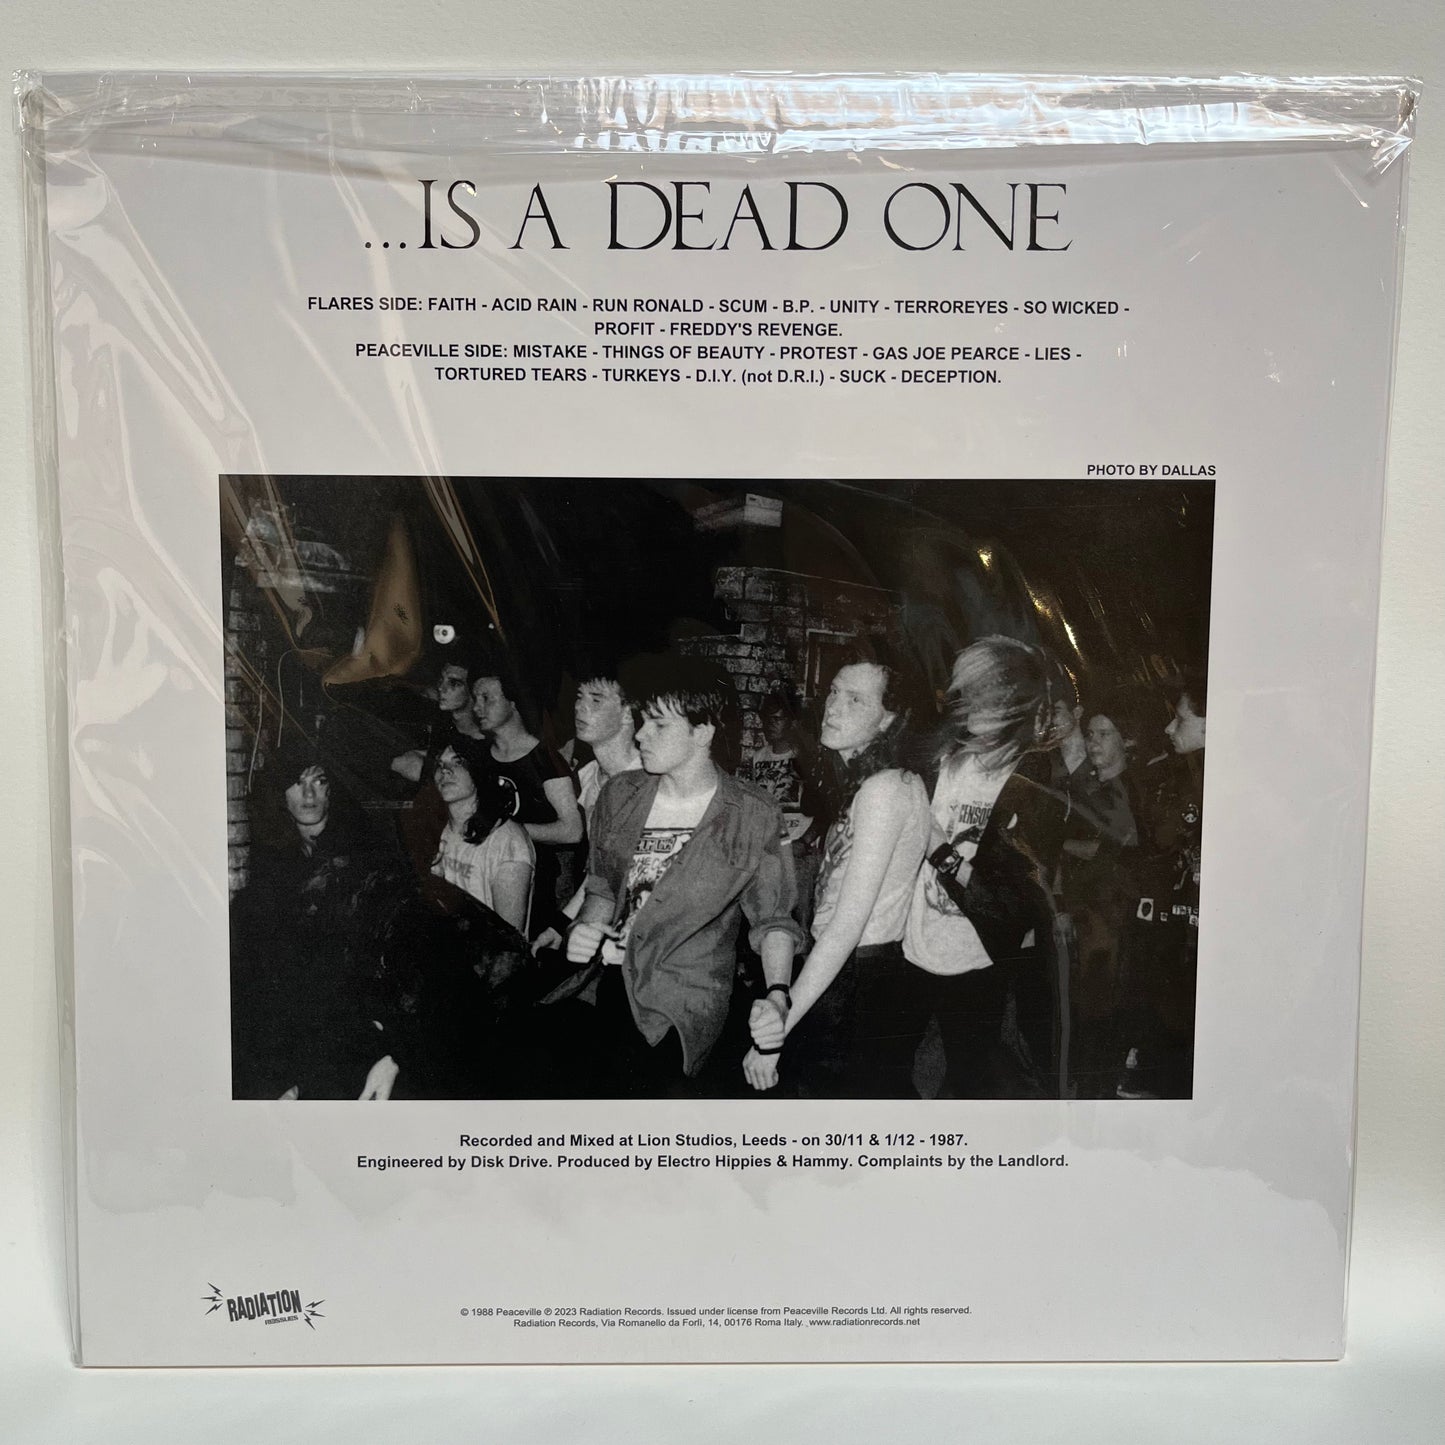 ...IS A DEAD ONE
FLARES SIDE: FAITH - ACID RAIN - RUN RONALD - SCUM - B.P. - UNITY - TERROREYES - SO WICKED -
PROFIT - FREDDY'S REVENGE.
PEACEVILLE SIDE: MISTAKE - THINGS OF BEAUTY - PROTEST - GAS JOE PEARCE - LIES -
TORTURED TEARS - TURKEYS - D.I.Y. (not D.R.I.) - SUCK - DECEPTION.
PHOTO BY DALLAS
Recorded and Mixed at Lion Studios, Leeds - on 30/11 & 1/12 - 1987.
Engineered by Disk Drive. Produced by Electro Hippies & Hammy. Complaints by the Landlord.
RADIATION
REISSUES
© 1988 Peaceville ℗ 2023 Radiation Records. Issued under license from Peaceville Records Ltd. All rights reserved.
Radiation Records, Via Romanello da Forlì, 14, 00176 Roma Italy. www.radiationrecords.net